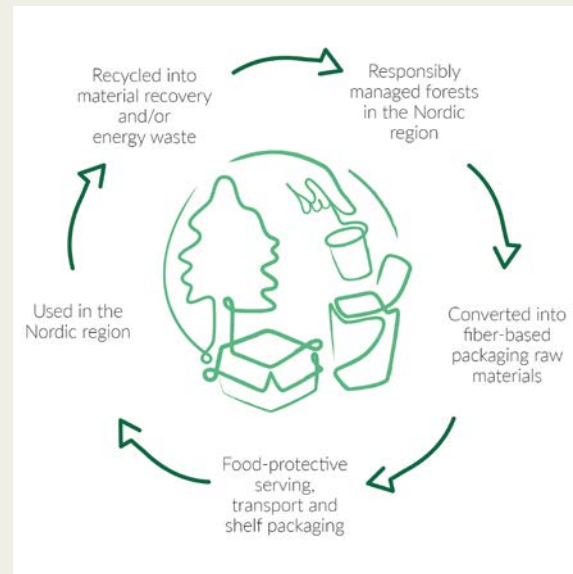 Recycled into
material recovery
and/or
energy waste
Responsibly
managed forests
in the Nordic
region
Converted into
fiber-based
packaging raw
materials
Food-protective
serving,
transport and
shelf packaging
Used in the
Nordic region